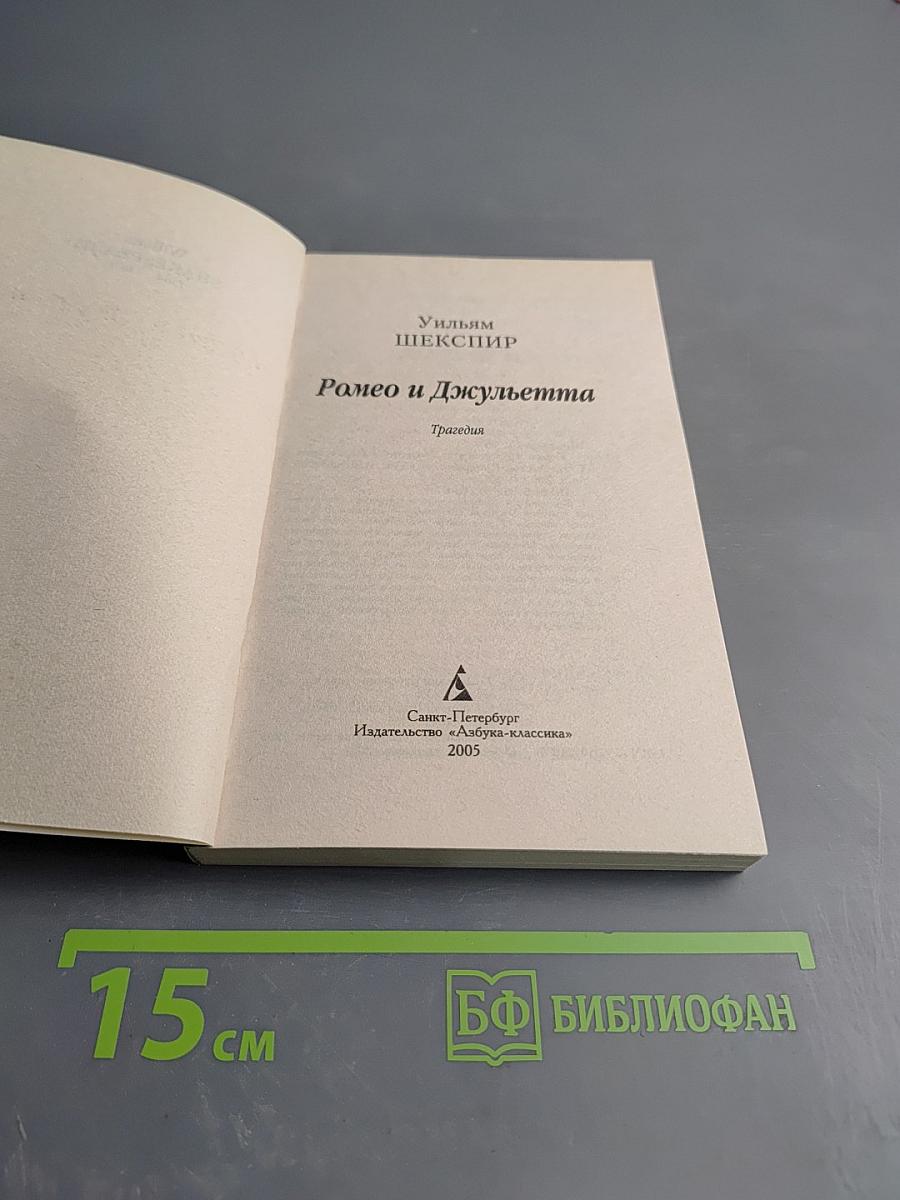 Уильям
ШЕКСПИР
Ромео и Джульетта
Трагедия
Санкт-Петербург
Издательство «Азбука-классика»
2005
15 см
БФ БИБЛИОФАН